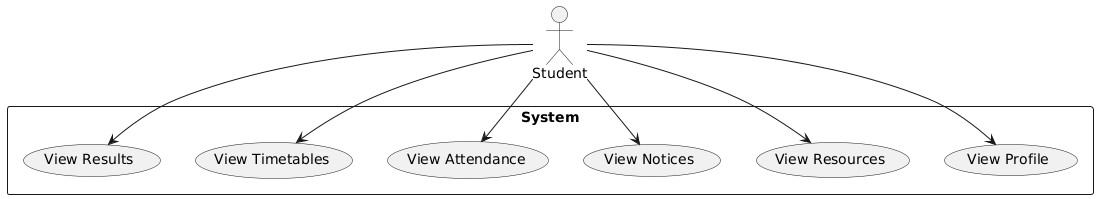 Student
System
View Results
View Timetables
View Attendance
View Notices
View Resources
View Profile